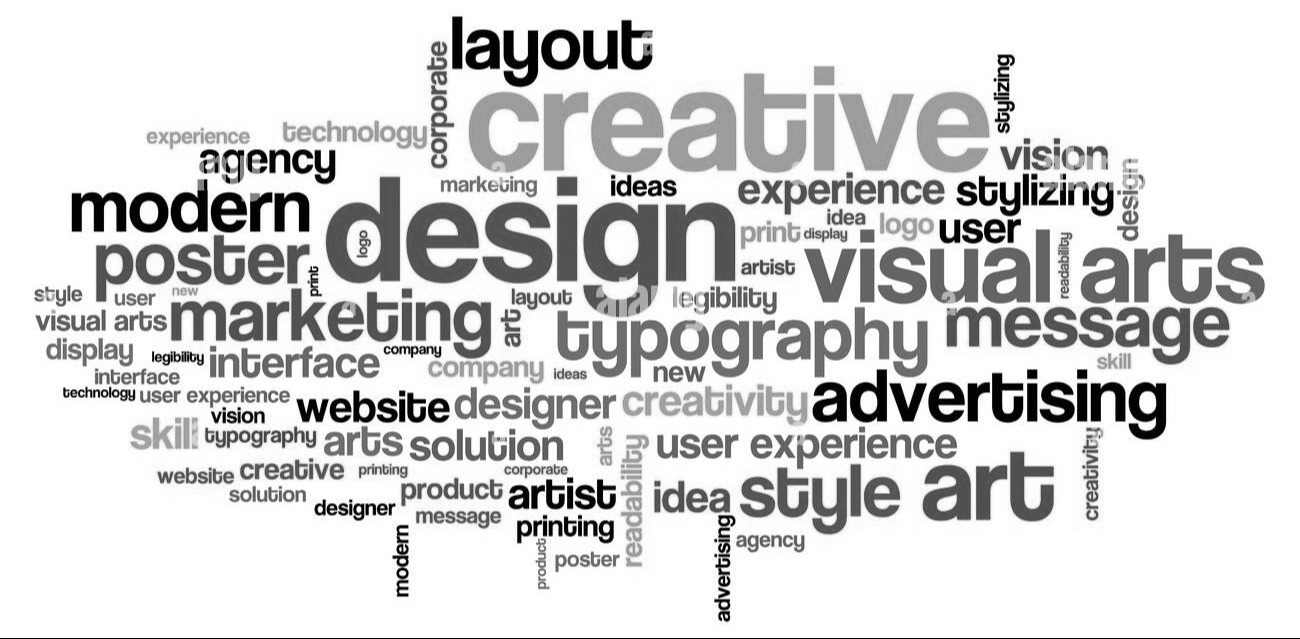 layout
corporate
creative
stylizing
experience
technology
agency
vision
marketing
ideas
experience
stylizing
design
modern
design
logo
idea
print
display
logo
user
poster
print
artist
visual arts
readability
style
user
new
marketing
layout
legibility
visual arts
art
typography
message
display
legibility
interface
company
company
ideas
new
skill
interface
technology
user experience
vision
website
designer
creativity
advertising
skill
typography
arts
solution
arts
readability
user experience
creativity
website
creative
printing
corporate
solution
designer
product
artist
idea
style
art
message
printing
modern
product
poster
advertising
agency